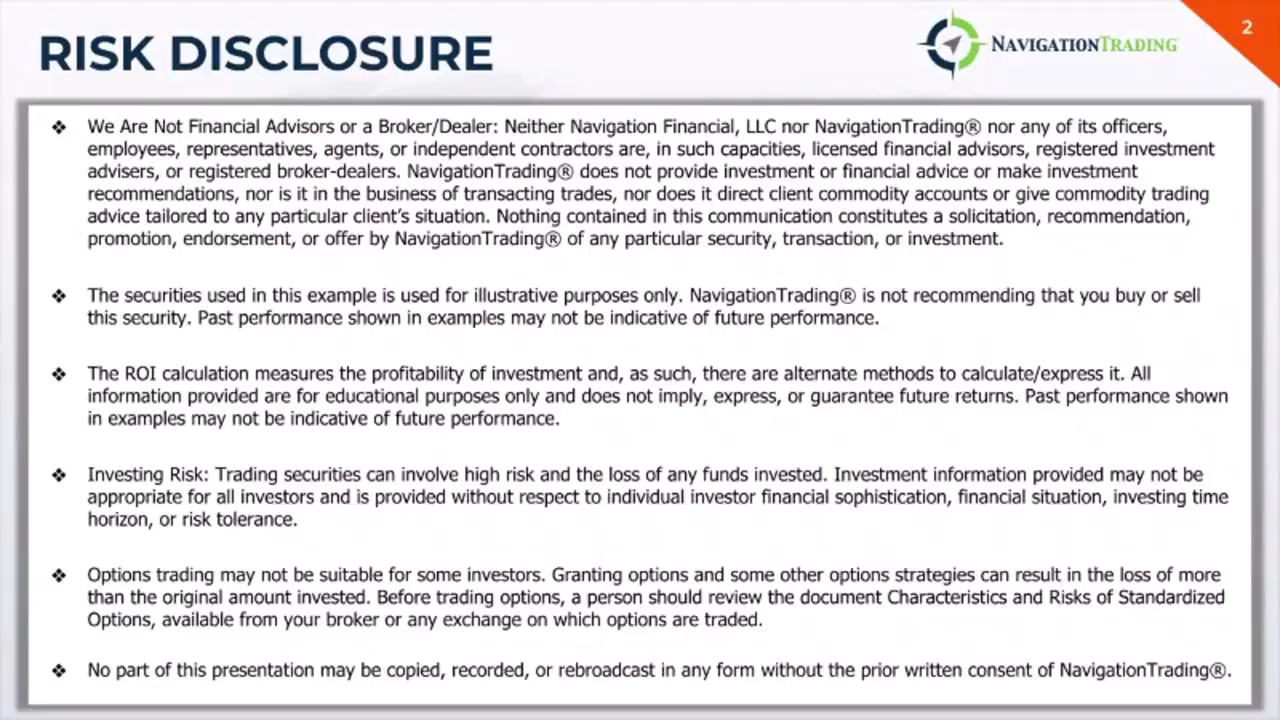 RISK DISCLOSURE
NAVIGATIONTRADING
2
❖ We Are Not Financial Advisors or a Broker/Dealer: Neither Navigation Financial, LLC nor NavigationTrading® nor any of its officers,
employees, representatives, agents, or independent contractors are, in such capacities, licensed financial advisors, registered investment
advisers, or registered broker-dealers. NavigationTrading® does not provide investment or financial advice or make investment
recommendations, nor is it in the business of transacting trades, nor does it direct client commodity accounts or give commodity trading
advice tailored to any particular client's situation. Nothing contained in this communication constitutes a solicitation, recommendation,
promotion, endorsement, or offer by NavigationTrading® of any particular security, transaction, or investment.
❖ The securities used in this example is used for illustrative purposes only. NavigationTrading® is not recommending that you buy or sell
this security. Past performance shown in examples may not be indicative of future performance.
❖ The ROI calculation measures the profitability of investment and, as such, there are alternate methods to calculate/express it. All
information provided are for educational purposes only and does not imply, express, or guarantee future returns. Past performance shown
in examples may not be indicative of future performance.
❖ Investing Risk: Trading securities can involve high risk and the loss of any funds invested. Investment information provided may not be
appropriate for all investors and is provided without respect to individual investor financial sophistication, financial situation, investing time
horizon, or risk tolerance.
❖ Options trading may not be suitable for some investors. Granting options and some other options strategies can result in the loss of more
than the original amount invested. Before trading options, a person should review the document Characteristics and Risks of Standardized
Options, available from your broker or any exchange on which options are traded.
❖ No part of this presentation may be copied, recorded, or rebroadcast in any form without the prior written consent of NavigationTrading®.